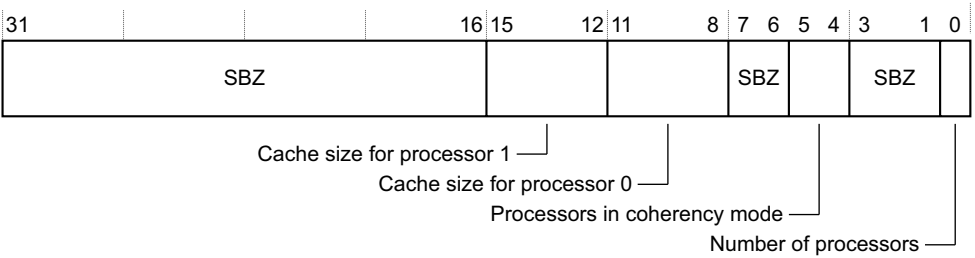 31 16 15 12 11 8 7 6 5 4 3 1 0
SBZ SBZ SBZ
Cache size for processor 1
Cache size for processor 0
Processors in coherency mode
Number of processors